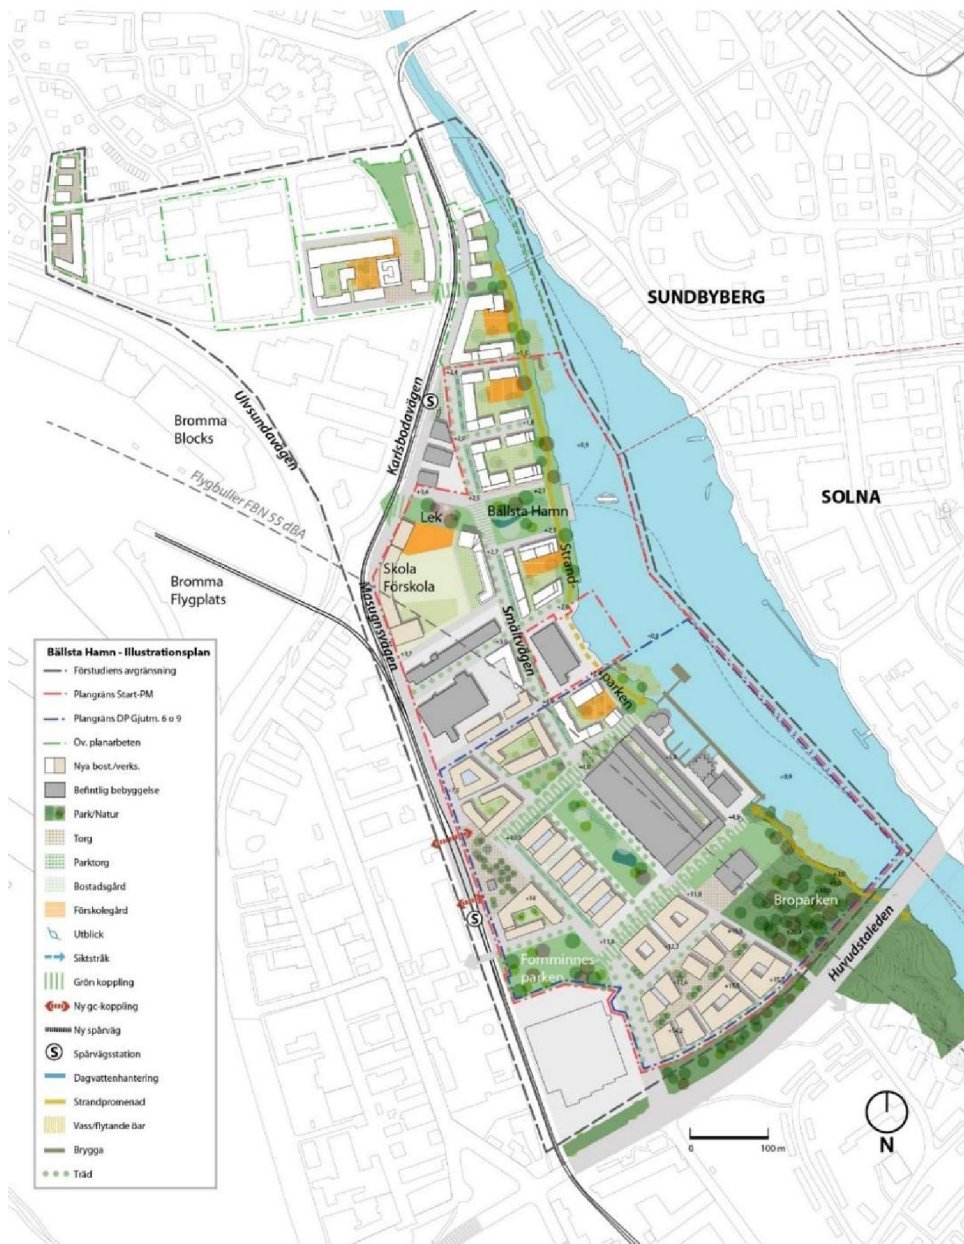 SUNDBYBERG
SOLNA
Karlsbodavägen
Ulvsundavägen
Bromma
Blocks
Flygbuller FBN 55 dBA
S
Lek
Bällsta Hamn
Strand-
parken
Skola
Förskola
Bromma
Flygplats
Masugnsvägen
Smältvägen
Broparken
Huvudstaleden
Fornminnes
parken
S
Bällsta Hamn - Illustrationsplan
Förstudiens avgränsning
Plangräns Start-PM
Plangräns DP Gjutm. 6 o 9
Öv. planarbeten
Nya bost./verks.
Befintlig bebyggelse
Park/Natur
Torg
Parktorg
Bostadsgård
Förskolegård
Utblick
Siktstråk
Grön koppling
Ny gc-koppling
Ny spårväg
S Spårvägsstation
Dagvattenhantering
Strandpromenad
Vass/flytande öar
Brygga
Träd
0 100 m
N